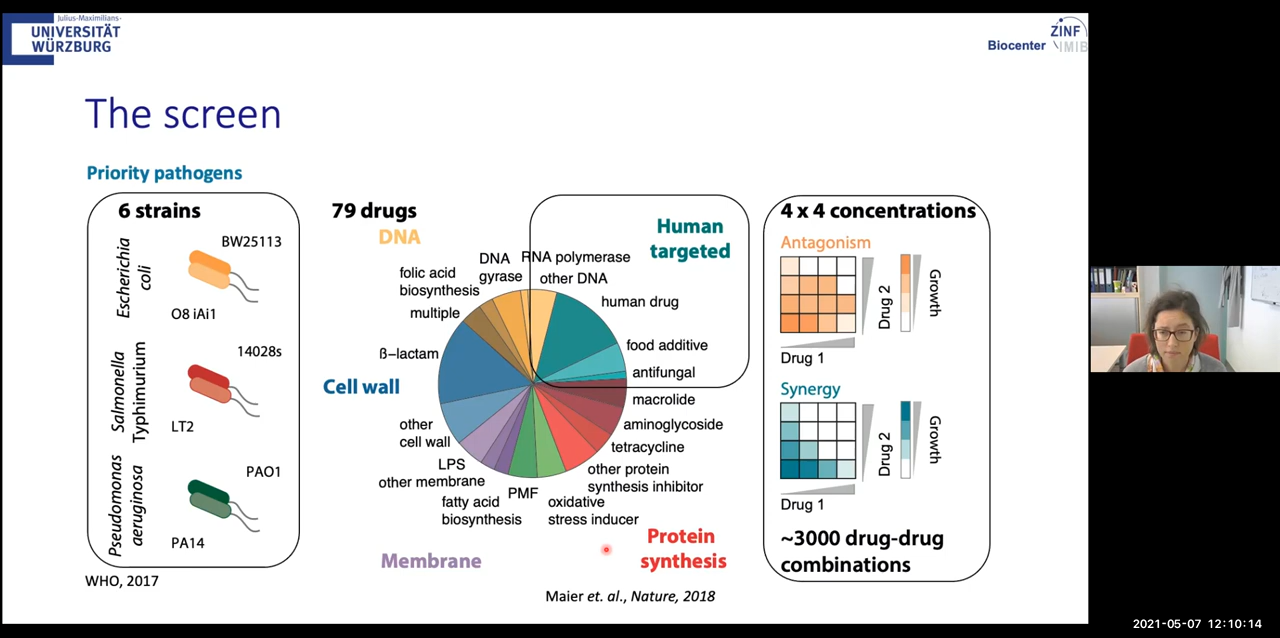 Julius-Maximilians-
UNIVERSITÄT
WÜRZBURG
ZINF
Biocenter
IMIB
The screen
Priority pathogens
6 strains
Escherichia
coli
BW25113
O8 iAi1
Salmonella
Typhimurium
14028s
LT2
Pseudomonas
aeruginosa
PAO1
PA14
WHO, 2017
79 drugs
DNA
Human
targeted
DNA
gyrase
RNA polymerase
other DNA
folic acid
biosynthesis
human drug
multiple
food additive
ß-lactam
antifungal
Cell wall
macrolide
aminoglycoside
other
cell wall
tetracycline
LPS
other protein
synthesis inhibitor
other membrane
PMF
fatty acid
biosynthesis
oxidative
stress inducer
Protein
synthesis
Membrane
Maier et. al., Nature, 2018
4 x 4 concentrations
Antagonism
Drug 2
Growth
Drug 1
Synergy
Drug 2
Growth
Drug 1
~3000 drug-drug
combinations
2021-05-07 12:10:14